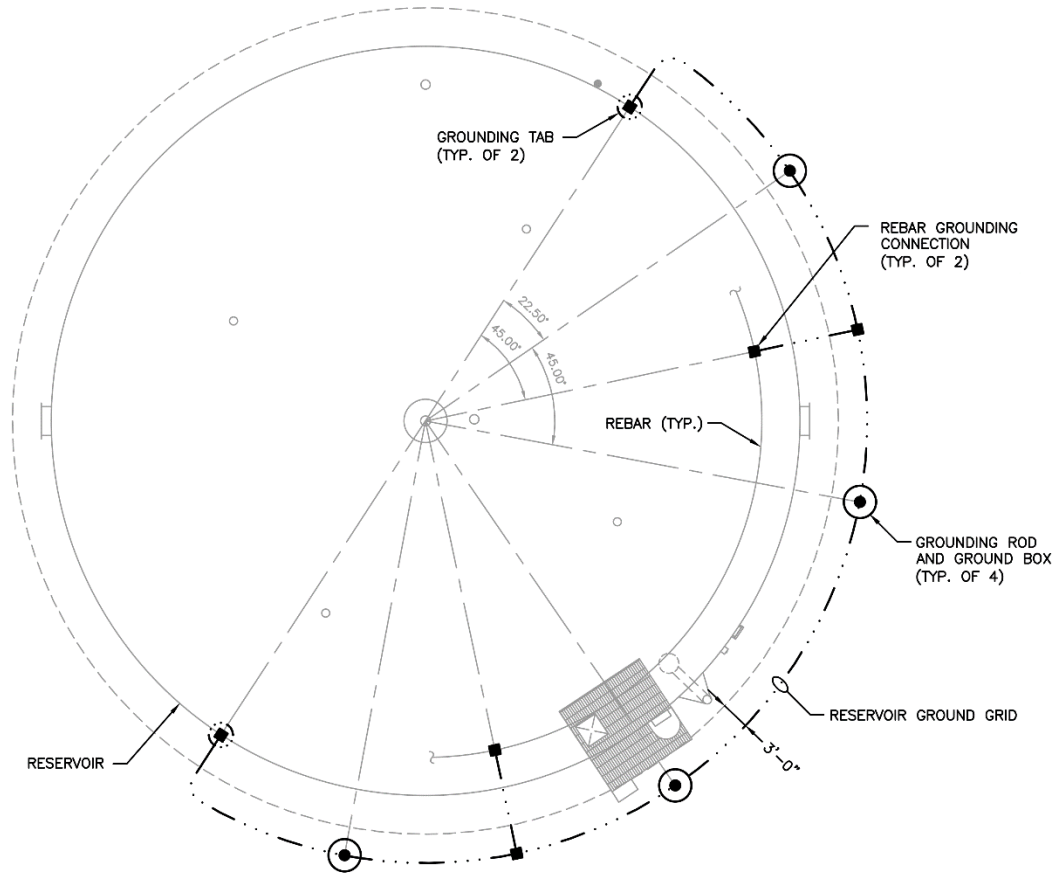 GROUNDING TAB
(TYP. OF 2)
REBAR GROUNDING
CONNECTION
(TYP. OF 2)
22.50°
45.00°
45.00°
REBAR (TYP.)
GROUNDING ROD
AND GROUND BOX
(TYP. OF 4)
RESERVOIR GROUND GRID
3'-0"
RESERVOIR